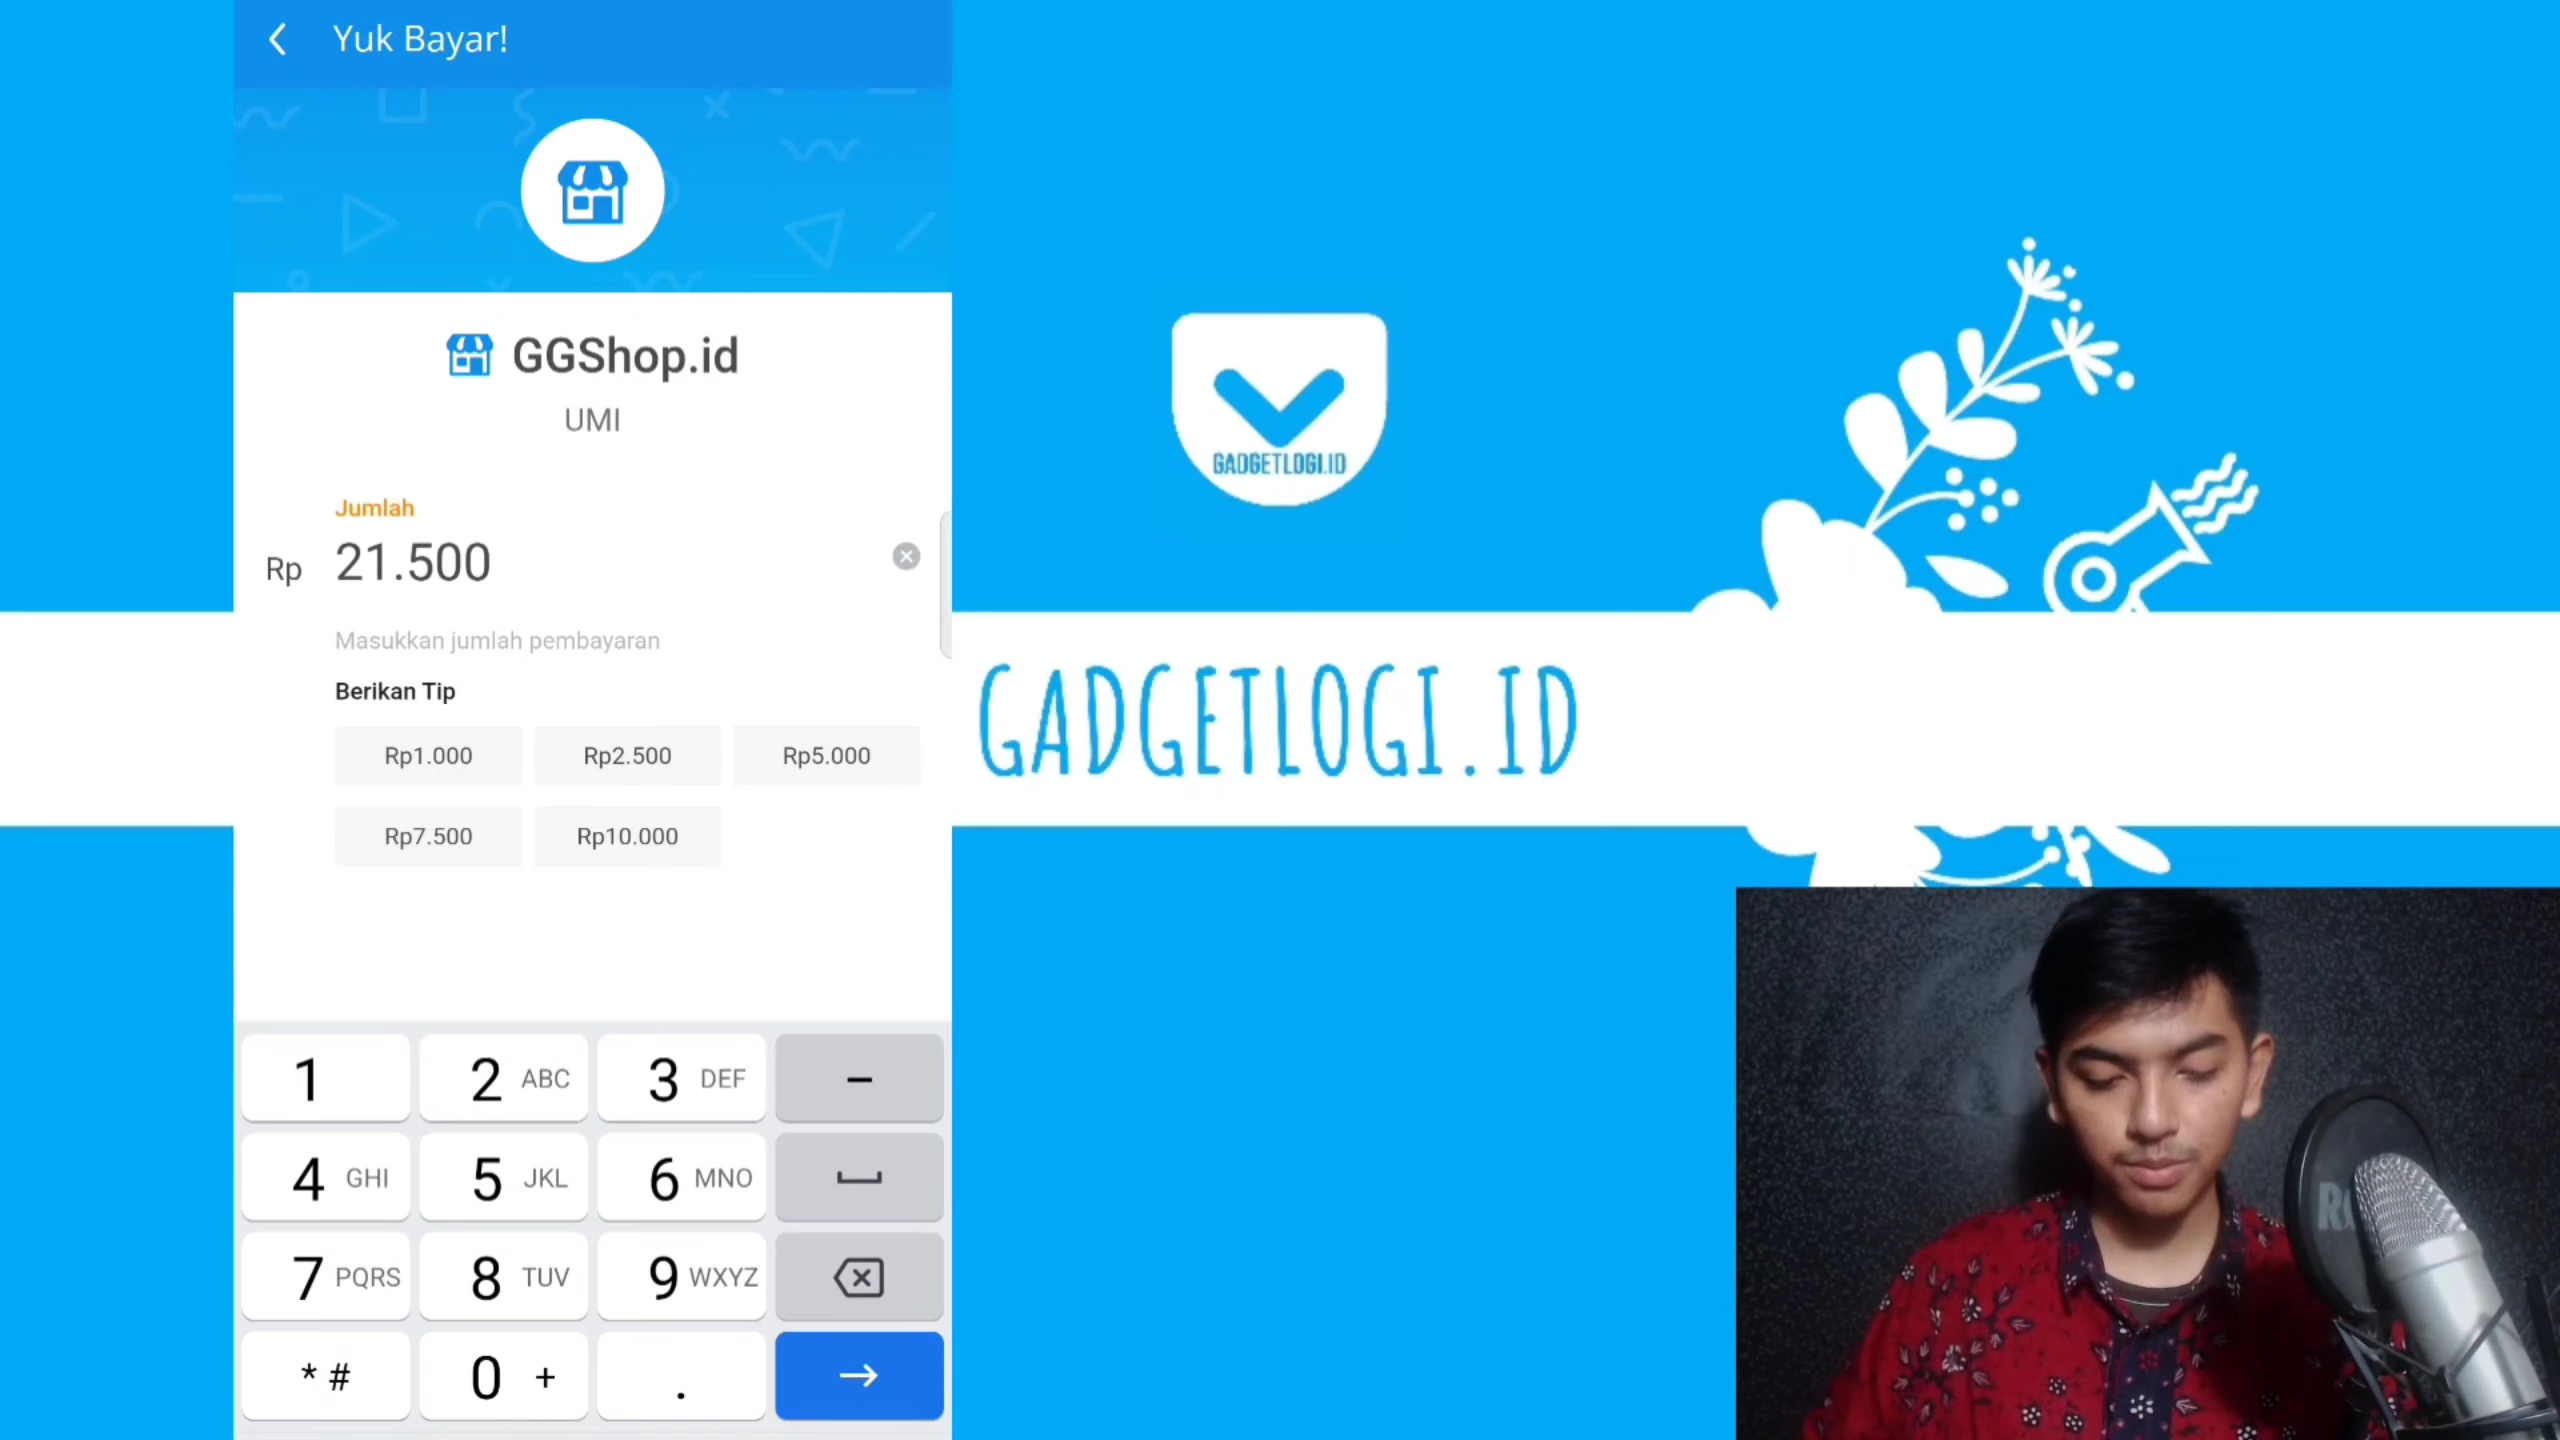 Yuk Bayar!
GGShop.id
UMI
Jumlah
Rp 21.500
Masukkan jumlah pembayaran
Berikan Tip
Rp1.000 Rp2.500 Rp5.000
Rp7.500 Rp10.000
1 2 ABC 3 DEF -
4 GHI 5 JKL 6 MNO
7 PQRS 8 TUV 9 WXYZ
* # 0 + .
GADGETLOGI.ID
GADGETLOGI.ID